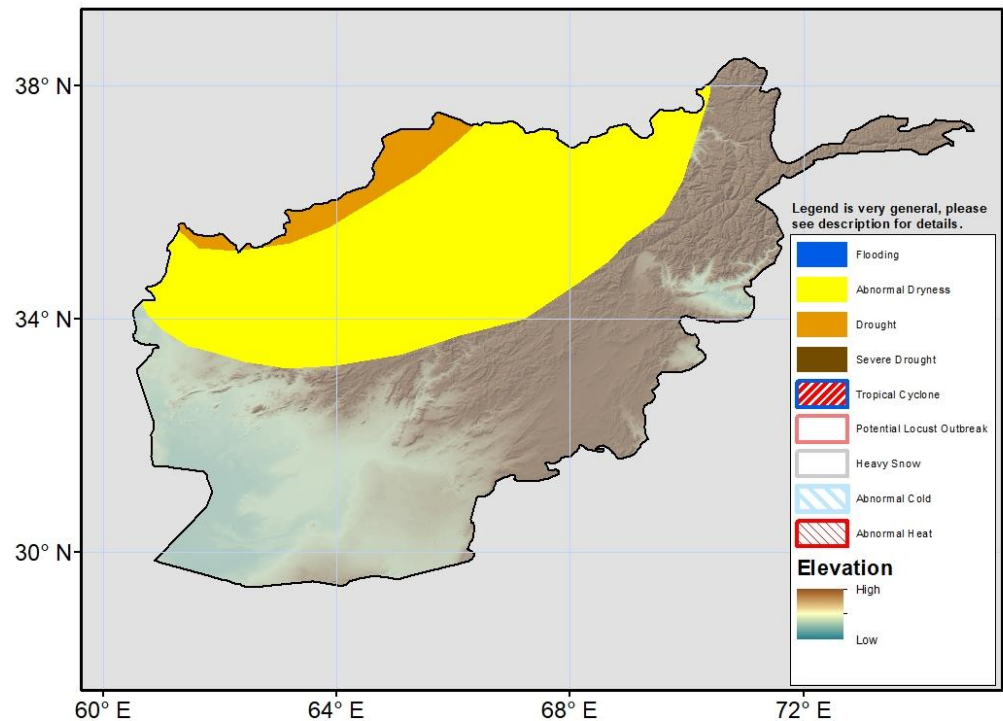 38° N
34° N
30° N
60° E
64° E
68° E
72° E
Legend is very general, please
see description for details.
Flooding
Abnormal Dryness
Drought
Severe Drought
Tropical Cyclone
Potential Locust Outbreak
Heavy Snow
Abnormal Cold
Abnormal Heat
Elevation
High
Low